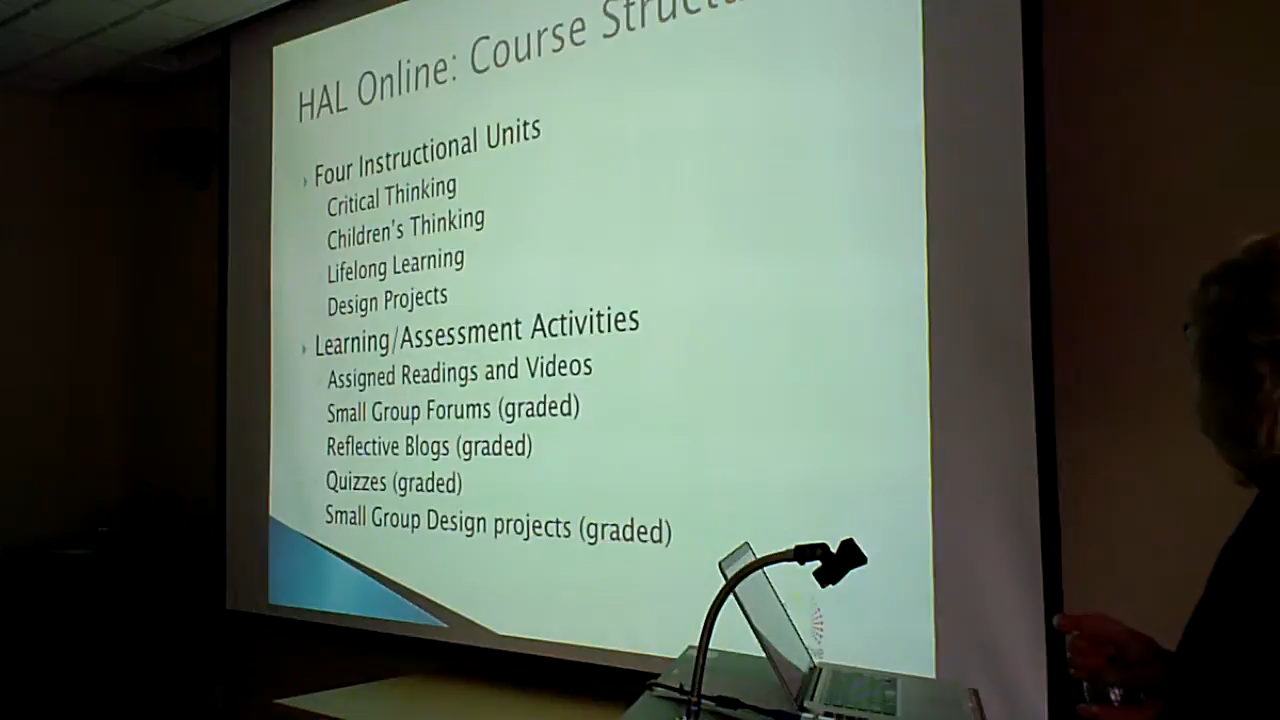 HAL Online: Course
Four Instructional Units
Critical Thinking
Children's Thinking
Lifelong Learning
Design Projects
Learning/Assessment Activities
Assigned Readings and Videos
Small Group Forums (graded)
Reflective Blogs (graded)
Quizzes (graded)
Small Group Design projects (graded)